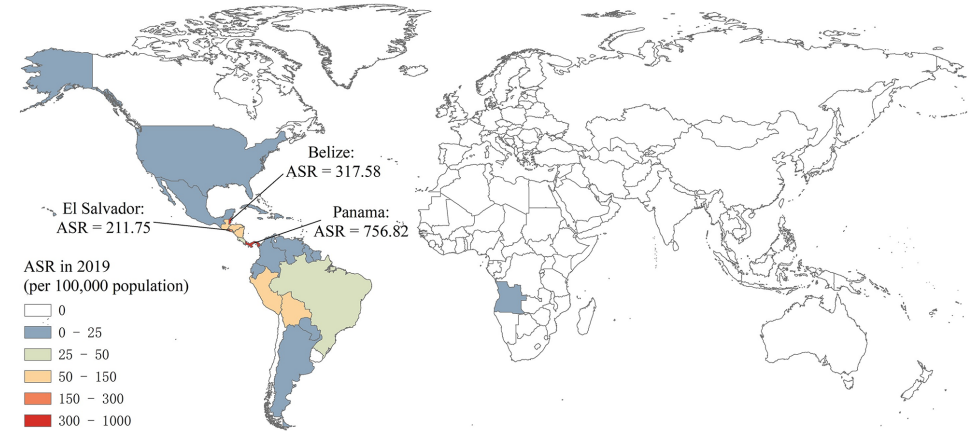 Belize:
ASR = 317.58
El Salvador:
ASR = 211.75
Panama:
ASR = 756.82
ASR in 2019
(per 100,000 population)
0
0 - 25
25 - 50
50 - 150
150 - 300
300 - 1000